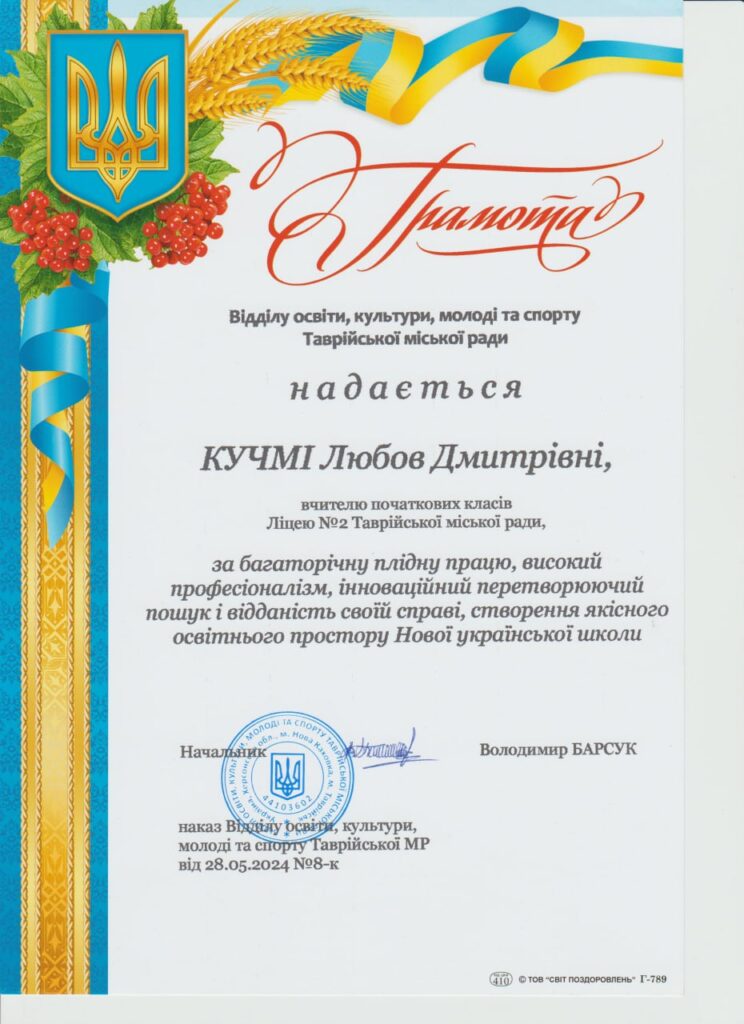 Грамота
Відділу освіти, культури, молоді та спорту
Таврійської міської ради
надається
КУЧМІ Любов Дмитрівні,
вчителю початкових класів
Ліцею №2 Таврійської міської ради,
за багаторічну плідну працю, високий
професіоналізм, інноваційний перетворюючий
пошук і відданість своїй справі, створення якісного
освітнього простору Нової української школи
Начальник
Володимир БАРСУК
44103602
наказ Відділу освіти, культури,
молоді та спорту Таврійської МР
від 28.05.2024 №8-к
410 © ТОВ "СВІТ ПОЗДОРОВЛЕНЬ" Г-789